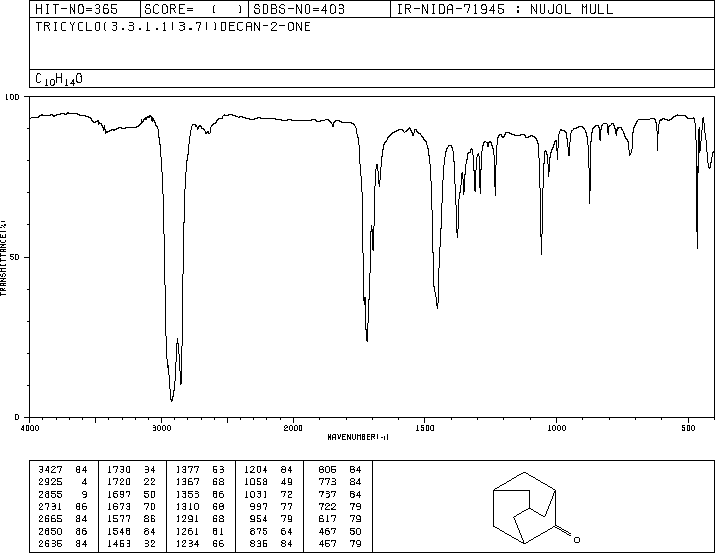 HIT-NO=365 SCORE= ( ) SDBS-NO=403 IR-NIDA-71945 : NUJOL MULL
TRICYCLO(3.3.1.1(3.7))DECAN-2-ONE
C10H14O
100
50
0
TRANSMITTANCE(%)
4000 3000 2000 1500 1000 500
WAVENUMBER(-1)
3427 84 1730 34 1377 53 1204 84 806 84
2925 4 1720 22 1367 68 1058 49 773 84
2855 9 1697 50 1353 66 1031 72 737 84
2731 86 1673 70 1310 68 997 77 722 79
2665 84 1577 86 1291 68 954 79 617 79
2650 86 1548 84 1261 81 875 64 467 50
2635 84 1453 32 1234 66 836 84 457 79
O